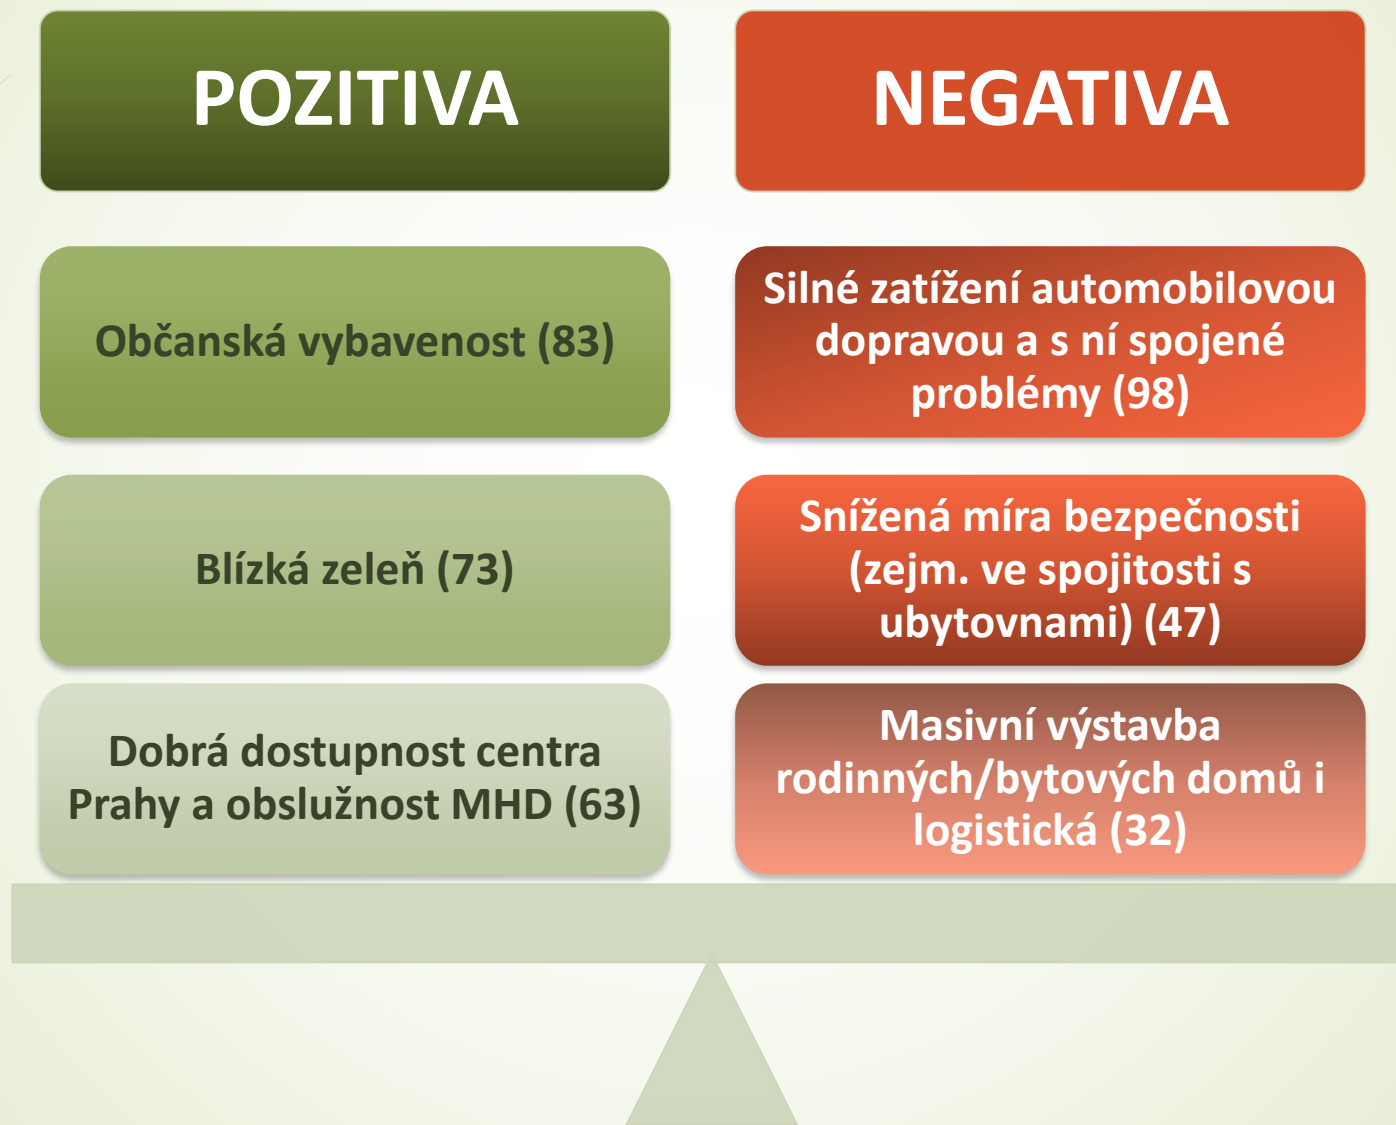 POZITIVA
NEGATIVA
Občanská vybavenost (83)
Silné zatížení automobilovou
dopravou a s ní spojené
problémy (98)
Blízká zeleň (73)
Snížená míra bezpečnosti
(zejm. ve spojitosti s
ubytovnami) (47)
Dobrá dostupnost centra
Prahy a obslužnost MHD (63)
Masivní výstavba
rodinných/bytových domů i
logistická (32)